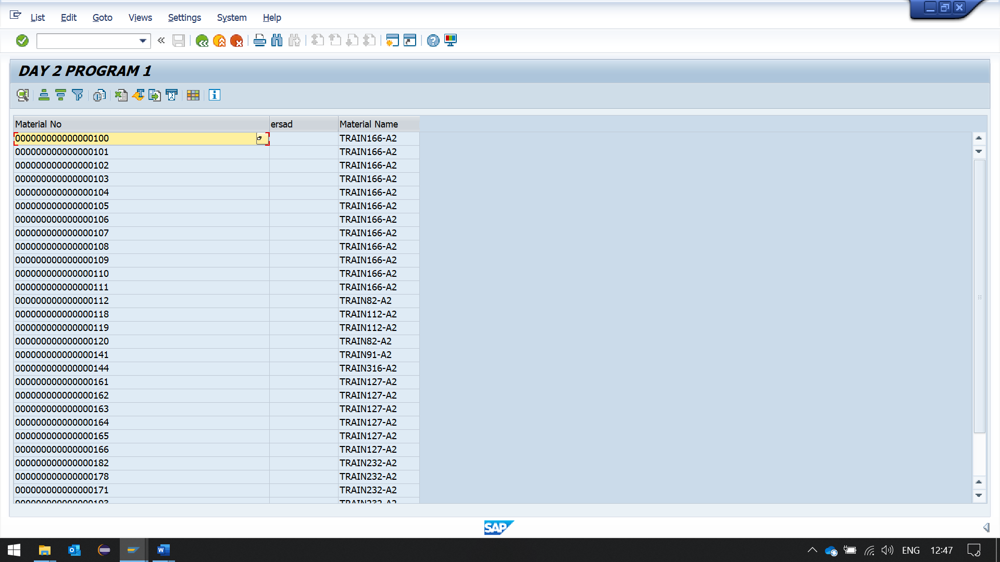 List Edit Goto Views Settings System Help
DAY 2 PROGRAM 1
Material No ersad Material Name
000000000000000100 TRAIN166-A2
000000000000000101 TRAIN166-A2
000000000000000102 TRAIN166-A2
000000000000000103 TRAIN166-A2
000000000000000104 TRAIN166-A2
000000000000000105 TRAIN166-A2
000000000000000106 TRAIN166-A2
000000000000000107 TRAIN166-A2
000000000000000108 TRAIN166-A2
000000000000000109 TRAIN166-A2
000000000000000110 TRAIN166-A2
000000000000000111 TRAIN166-A2
000000000000000112 TRAIN82-A2
000000000000000118 TRAIN112-A2
000000000000000119 TRAIN112-A2
000000000000000120 TRAIN82-A2
000000000000000141 TRAIN91-A2
000000000000000144 TRAIN316-A2
000000000000000161 TRAIN127-A2
000000000000000162 TRAIN127-A2
000000000000000163 TRAIN127-A2
000000000000000164 TRAIN127-A2
000000000000000165 TRAIN127-A2
000000000000000166 TRAIN127-A2
000000000000000182 TRAIN232-A2
000000000000000178 TRAIN232-A2
000000000000000171 TRAIN232-A2
SAP
ENG 12:47